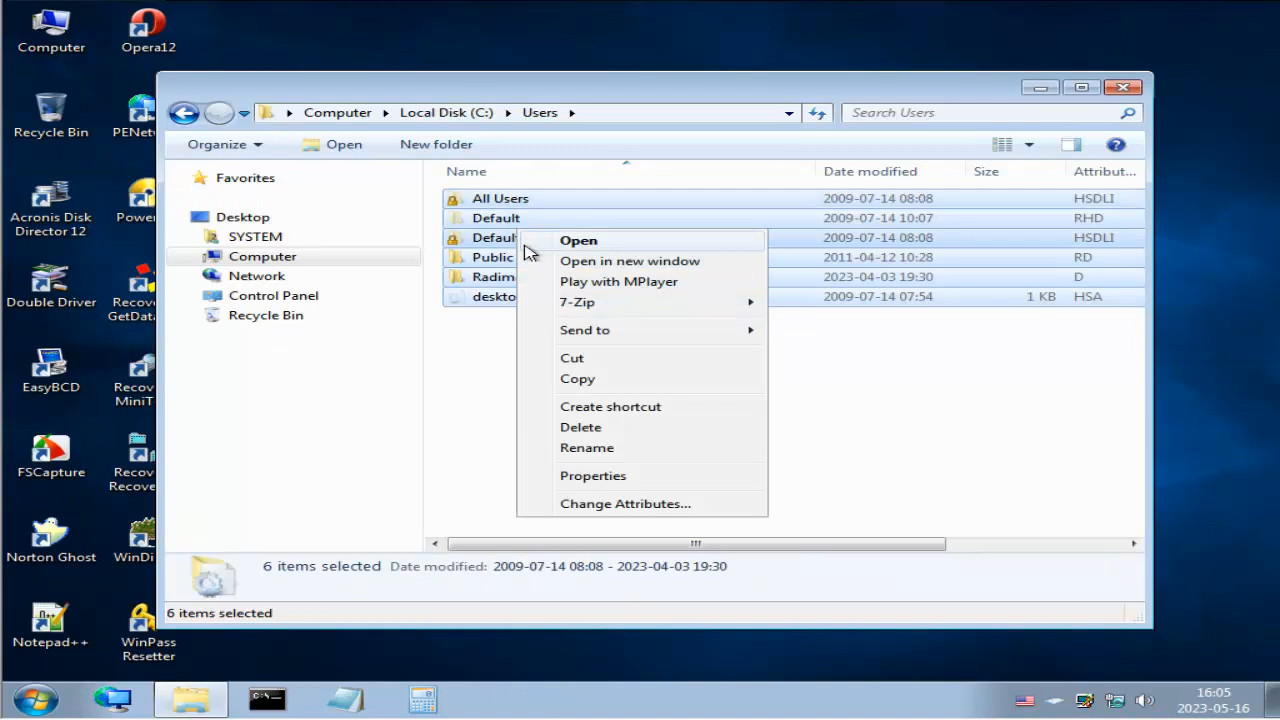 Computer
Opera12
Recycle Bin
PENet
Acronis Disk
Director 12
Power
Double Driver
Recov
GetData
EasyBCD
Recov
MiniT
FSCapture
Recov
Recove
Norton Ghost
WinDi
Notepad++
WinPass
Resetter
Computer
Local Disk (C:)
Users
Search Users
Organize
Open
New folder
Favorites
Desktop
SYSTEM
Computer
Network
Control Panel
Recycle Bin
Name
Date modified
Size
Attribut...
All Users
2009-07-14 08:08
HSDLI
Default
2009-07-14 10:07
RHD
Defaul
2009-07-14 08:08
HSDLI
Public
2011-04-12 10:28
RD
Radim
2023-04-03 19:30
D
deskto
2009-07-14 07:54
1 KB
HSA
Open
Open in new window
Play with MPlayer
7-Zip
Send to
Cut
Copy
Create shortcut
Delete
Rename
Properties
Change Attributes...
6 items selected Date modified: 2009-07-14 08:08 - 2023-04-03 19:30
6 items selected
C:\.
16:05
2023-05-16